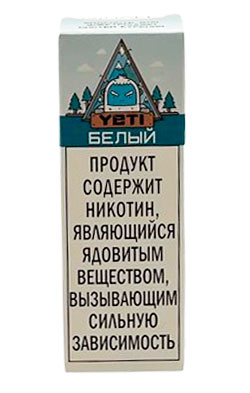 YETI
БЕЛЫЙ
ПРОДУКТ
СОДЕРЖИТ
НИКОТИН,
ЯВЛЯЮЩИЙСЯ
ЯДОВИТЫМ
ВЕЩЕСТВОМ,
ВЫЗЫВАЮЩИМ
СИЛЬНУЮ
ЗАВИСИМОСТЬ